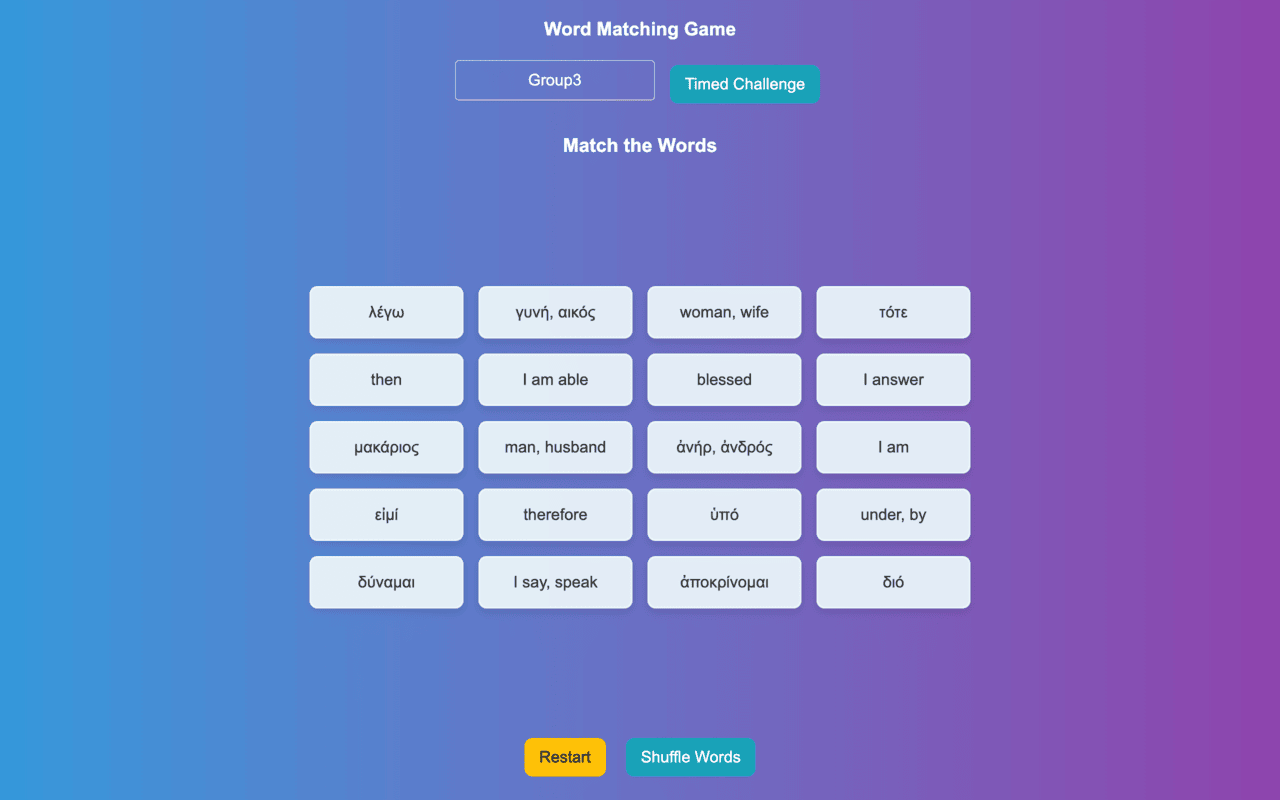 Word Matching Game
Group3
Timed Challenge
Match the Words
λέγω
γυνή, αικός
woman, wife
τότε
then
I am able
blessed
I answer
μακάριος
man, husband
ἀνήρ, ἀνδρός
I am
εἰμί
therefore
ὑπό
under, by
δύναμαι
I say, speak
ἀποκρίνομαι
διό
Restart
Shuffle Words